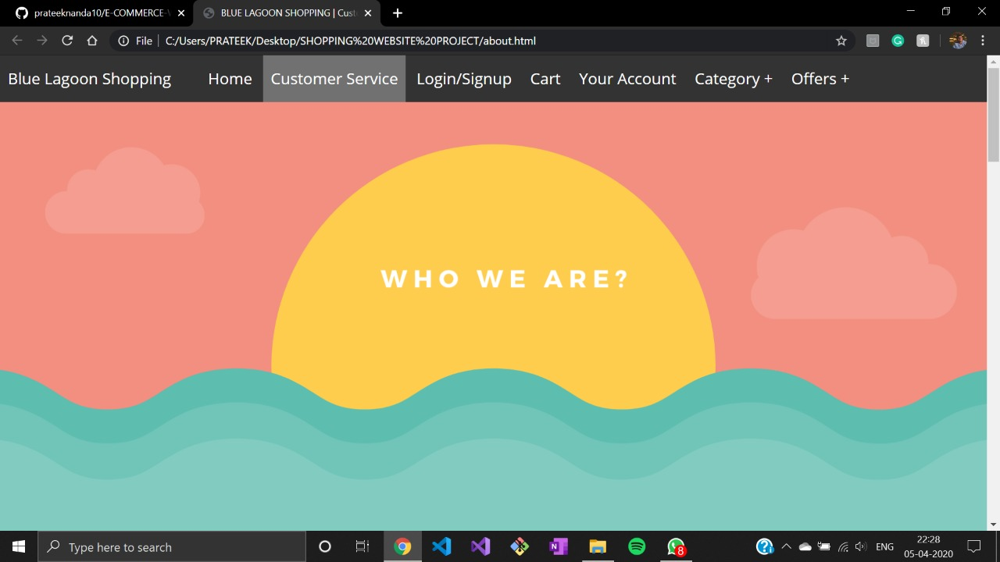 prateeknanda10/E-COMMERCE-
BLUE LAGOON SHOPPING | Cust
File
C:/Users/PRATEEK/Desktop/SHOPPING%20WEBSITE%20PROJECT/about.html
Blue Lagoon Shopping Home Customer Service Login/Signup Cart Your Account Category + Offers +
WHO WE ARE?
Type here to search
8
ENG
22:28
05-04-2020